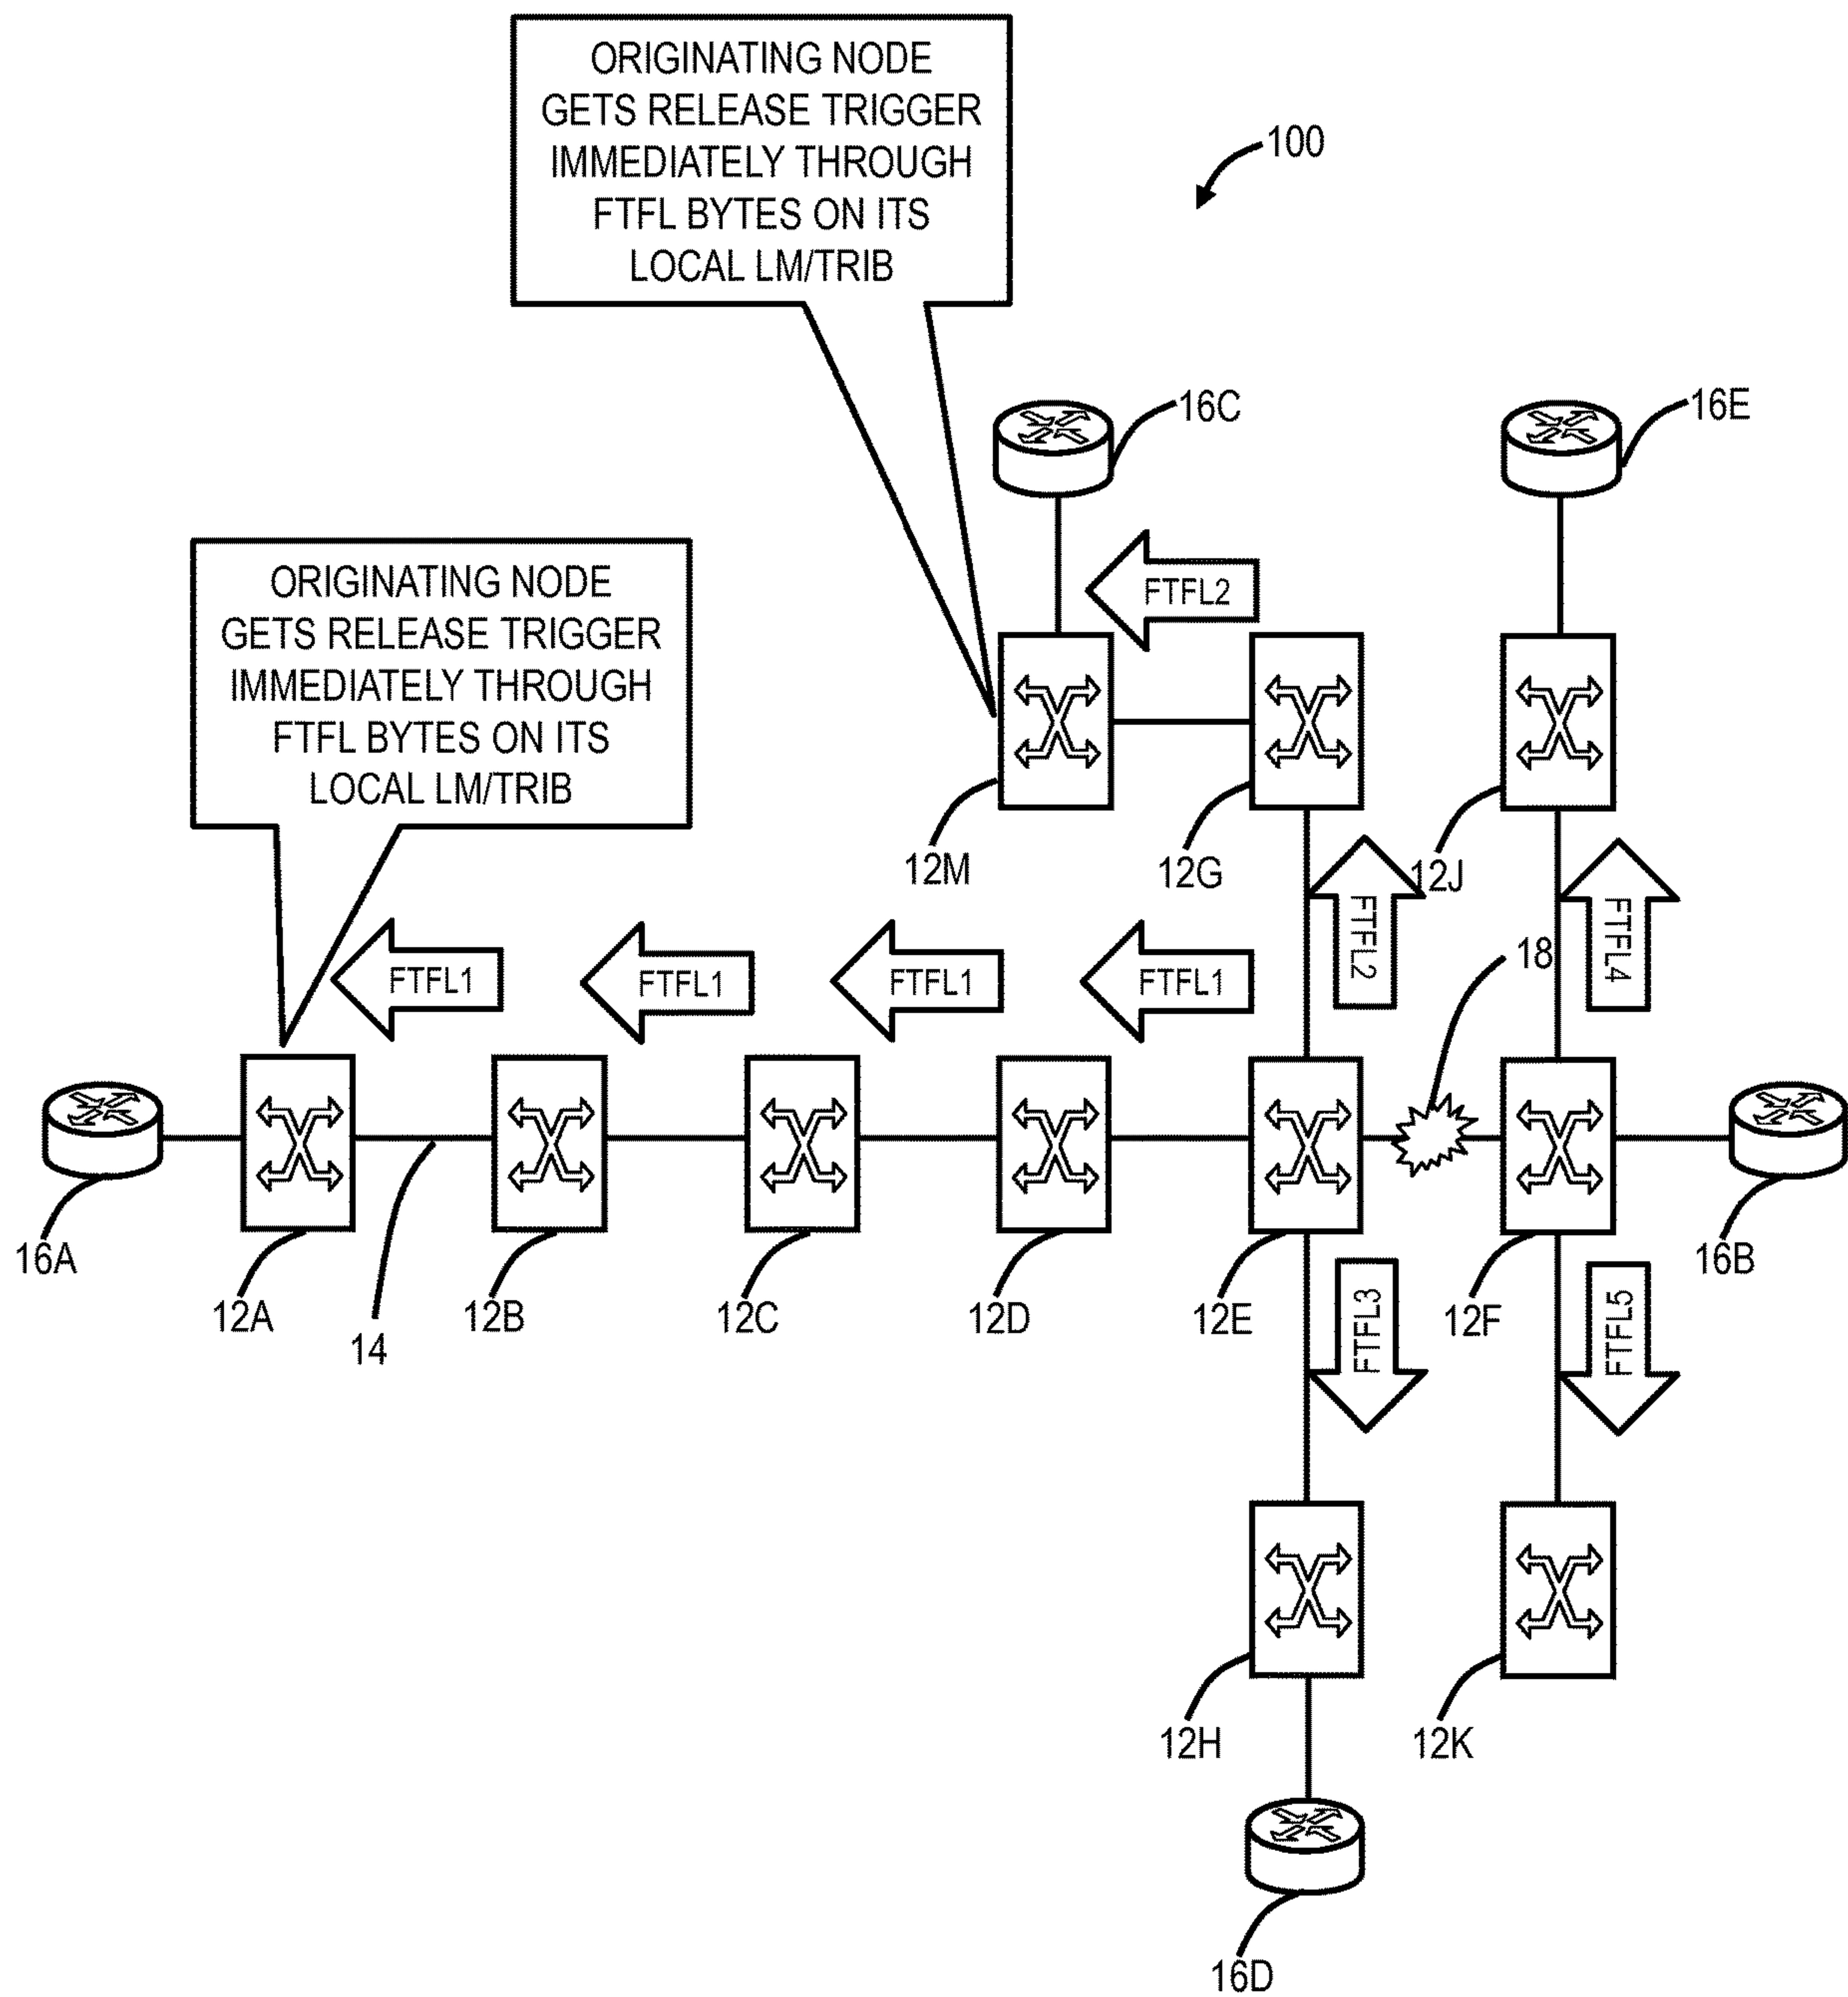 ORIGINATING NODE
GETS RELEASE TRIGGER
IMMEDIATELY THROUGH
FTFL BYTES ON ITS
LOCAL LM/TRIB
100
16C
16E
ORIGINATING NODE
GETS RELEASE TRIGGER
IMMEDIATELY THROUGH
FTFL BYTES ON ITS
LOCAL LM/TRIB
FTFL2
12M
12G
12J
FTFL2
FTFL4
18
FTFL1
FTFL1
FTFL1
FTFL1
16A
12A
14
12B
12C
12D
12E
12F
16B
FTFL3
FTFL5
12H
12K
16D